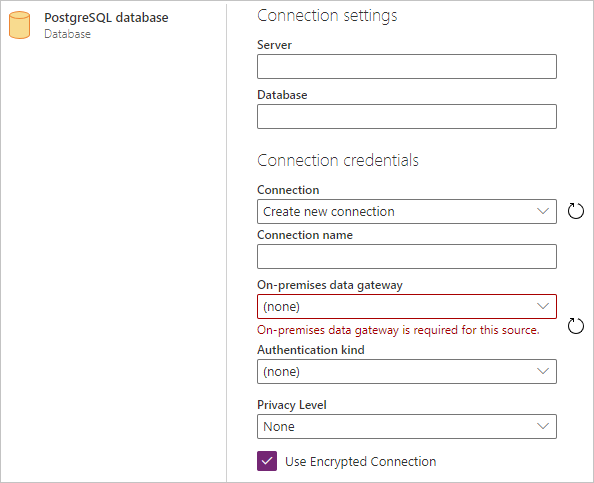 PostgreSQL database
Database
Connection settings
Server
Database
Connection credentials
Connection
Create new connection
Connection name
On-premises data gateway
(none)
On-premises data gateway is required for this source.
Authentication kind
(none)
Privacy Level
None
Use Encrypted Connection